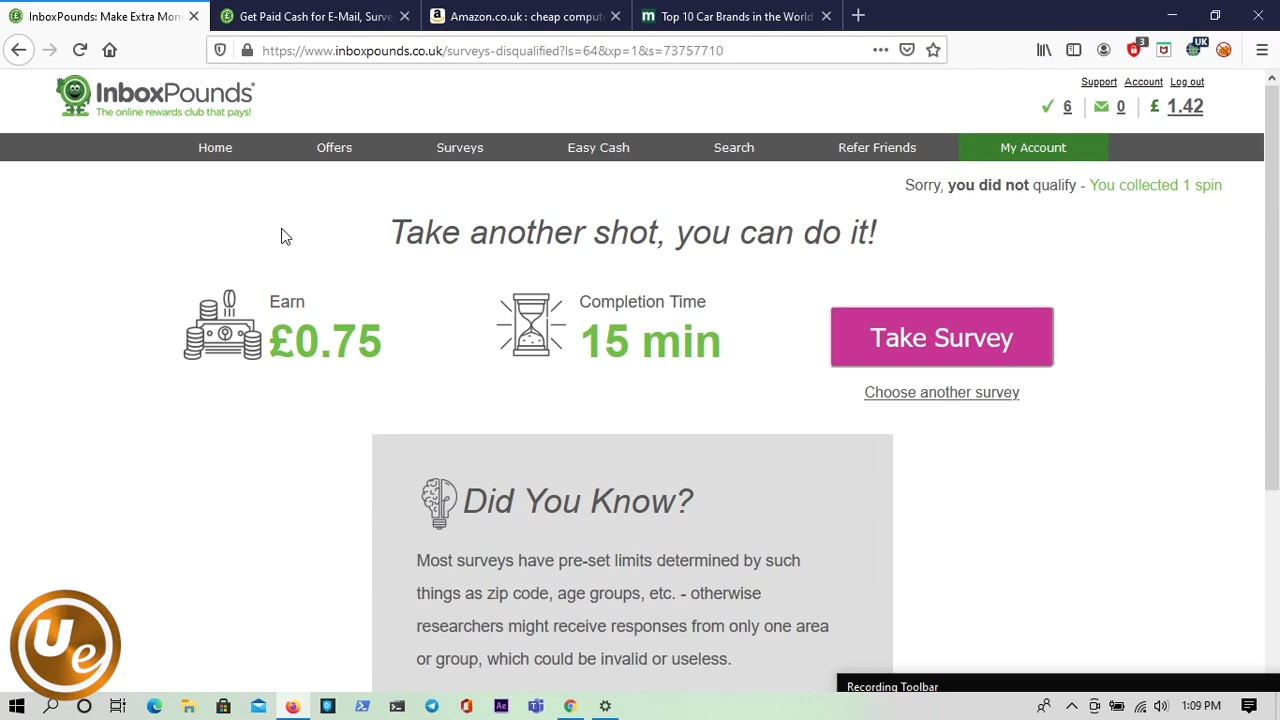 InboxPounds: Make Extra Mone
Get Paid Cash for E-Mail, Surve
Amazon.co.uk : cheap comput
Top 10 Car Brands in the World
https://www.inboxpounds.co.uk/surveys-disqualified?ls=64&xp=1&s=73757710
3
UK
InboxPounds®
The online rewards club that pays!
Support Account Log out
6 0 £ 1.42
Home Offers Surveys Easy Cash Search Refer Friends My Account
Sorry, you did not qualify - You collected 1 spin
Take another shot, you can do it!
Earn
£0.75
Completion Time
15 min
Take Survey
Choose another survey
Did You Know?
Most surveys have pre-set limits determined by such
things as zip code, age groups, etc. - otherwise
researchers might receive responses from only one area
or group, which could be invalid or useless.
Ue
Recording Toolbar
Ae
1:09 PM